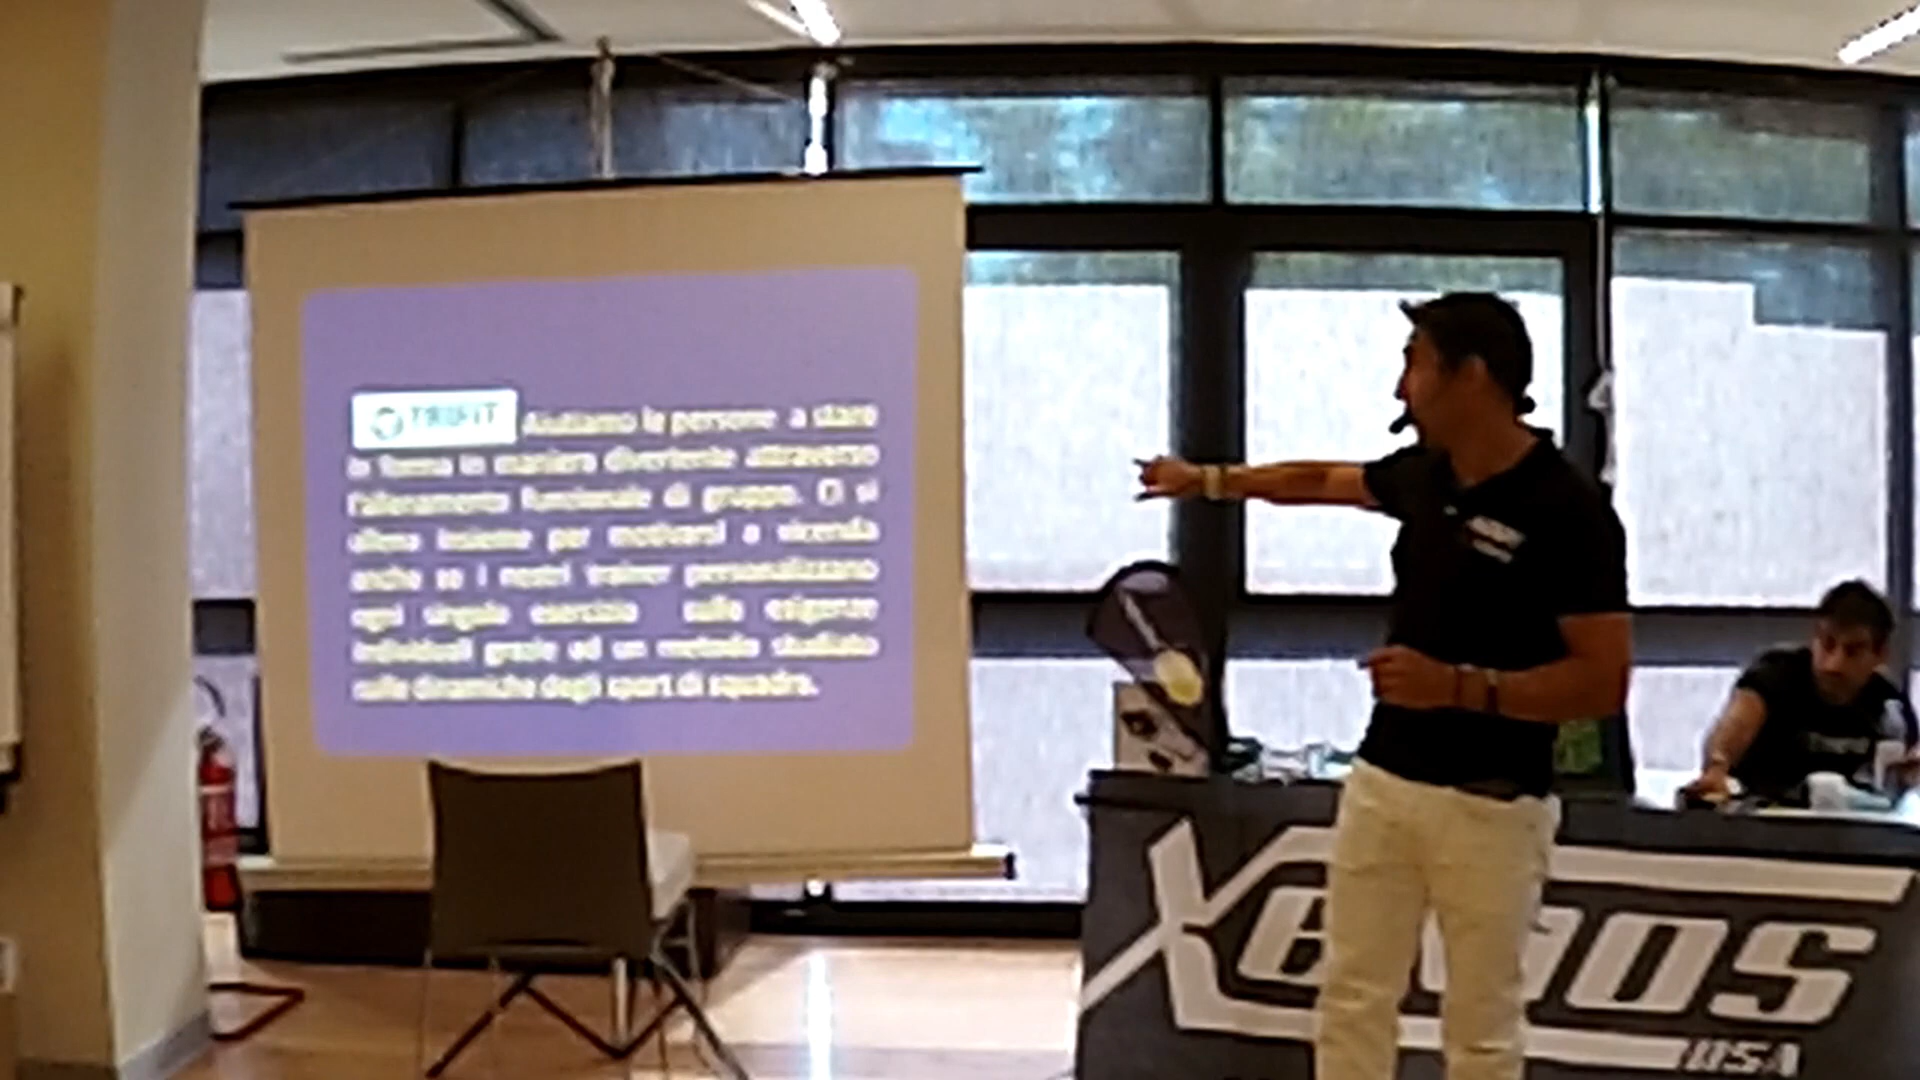 TRIFIT Aiutiamo le persone a stare
in forma in maniera divertente attraverso
l'allenamento funzionale di gruppo. Ci si
allena insieme per motivarsi a vicenda
anche se i nostri trainer personalizzano
ogni singolo esercizio sulle esigenze
individuali grazie ad un metodo studiato
sulle dinamiche degli sport di squadra.
Xenos
USA